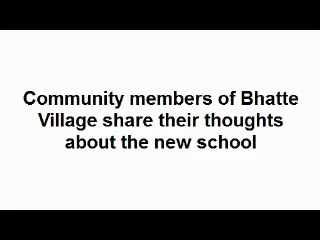 Community members of Bhatte
Village share their thoughts
about the new school